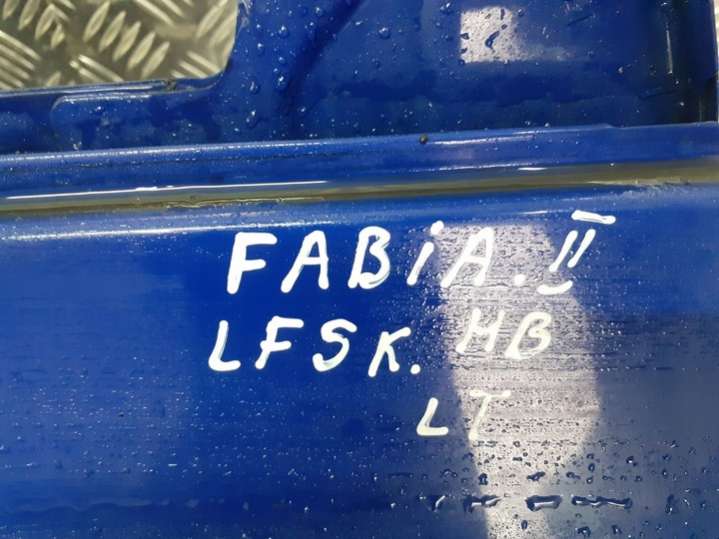 FABiA. II
LFSK. HB
LT